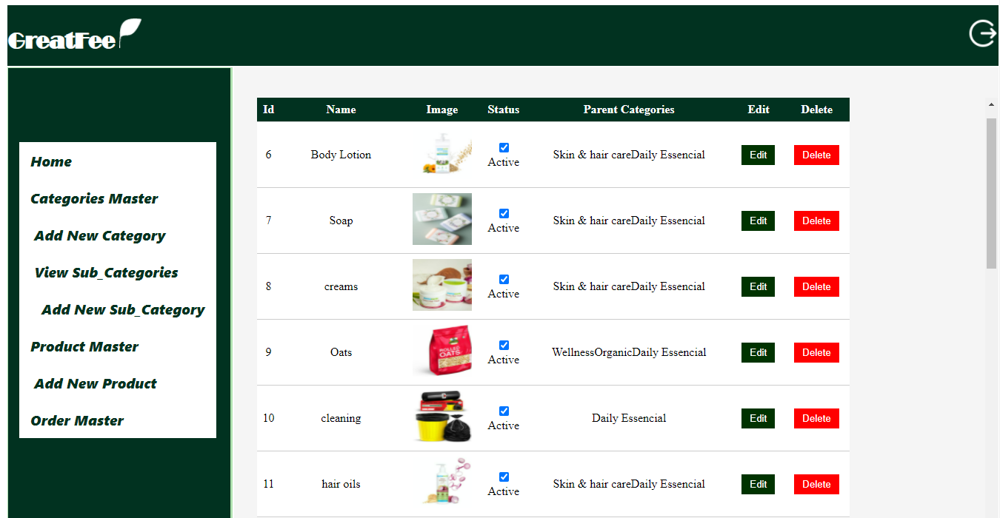 GreatFee
Home
Categories Master
Add New Category
View Sub_Categories
Add New Sub_Category
Product Master
Add New Product
Order Master
Id Name Image Status Parent Categories Edit Delete
6 Body Lotion Active Skin & hair careDaily Essencial Edit Delete
7 Soap Active Skin & hair careDaily Essencial Edit Delete
8 creams Active Skin & hair careDaily Essencial Edit Delete
9 Oats ROLLED OATS Active WellnessOrganicDaily Essencial Edit Delete
10 cleaning Active Daily Essencial Edit Delete
11 hair oils Active Skin & hair careDaily Essencial Edit Delete